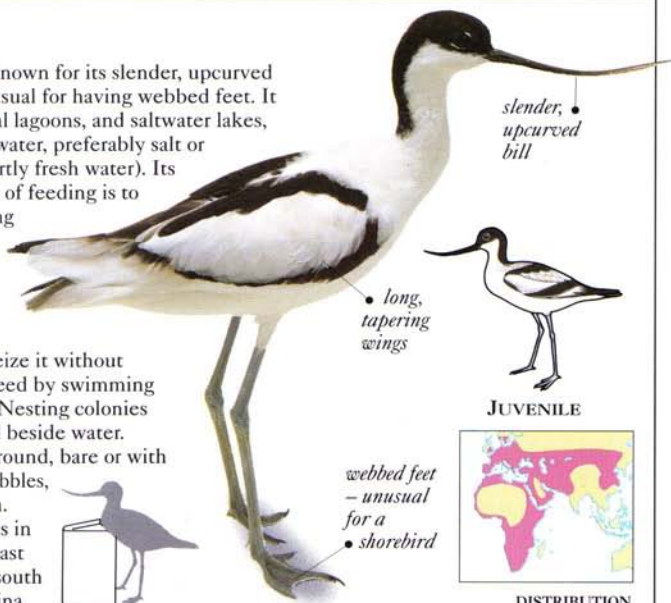 nown for its slender, upcurved
sual for having webbed feet. It
al lagoons, and saltwater lakes,
water, preferably salt or
rtly fresh water). Its
of feeding is to
ng
eize it without
eed by swimming
Nesting colonies
beside water.
round, bare or with
bbles,
s in
ast
south
ina
slender,
upcurved
bill
long,
tapering
wings
JUVENILE
webbed feet
– unusual
for a
shorebird
DISTRIBUTION